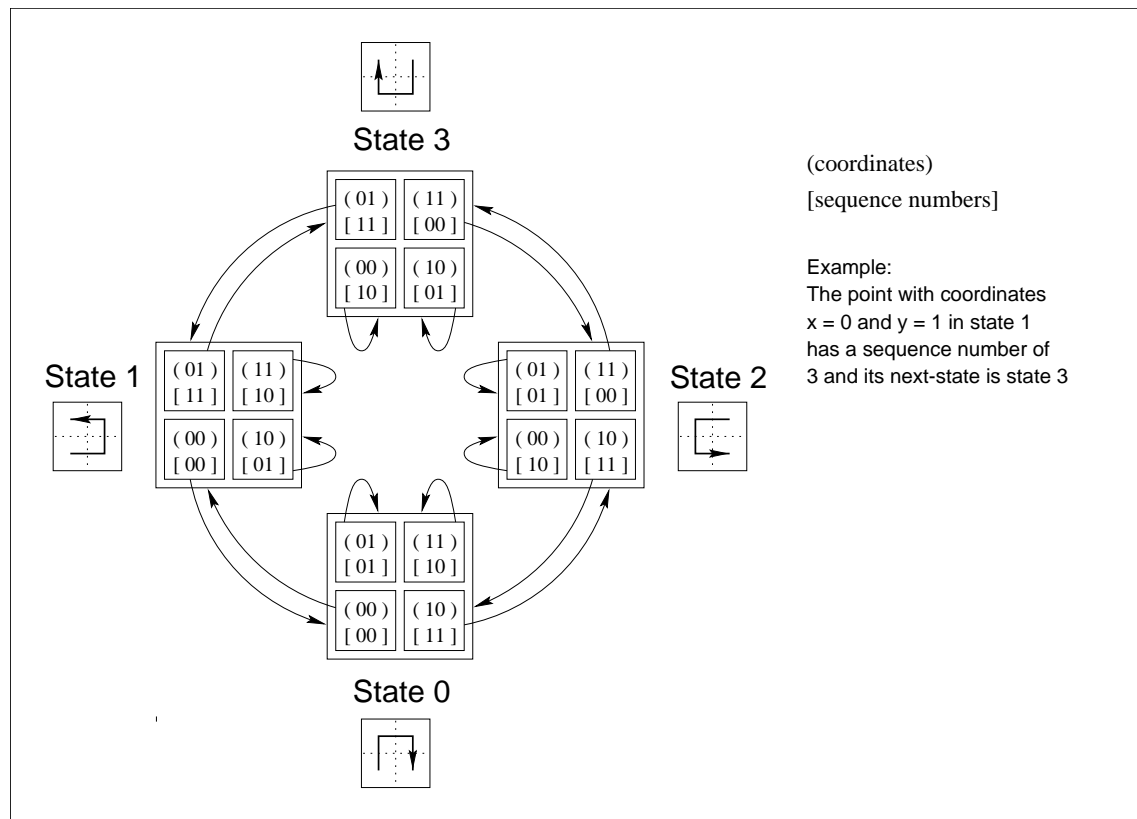 State 3
(coordinates)
[sequence numbers]
( 01 ) ( 11 )
[ 11 ] [ 00 ]
( 00 ) ( 10 )
[ 10 ] [ 01 ]
Example:
The point with coordinates
x = 0 and y = 1 in state 1
has a sequence number of
3 and its next-state is state 3
State 1
( 01 ) ( 11 )
[ 11 ] [ 10 ]
( 00 ) ( 10 )
[ 00 ] [ 01 ]
State 2
( 01 ) ( 11 )
[ 01 ] [ 00 ]
( 00 ) ( 10 )
[ 10 ] [ 11 ]
( 01 ) ( 11 )
[ 01 ] [ 10 ]
( 00 ) ( 10 )
[ 00 ] [ 11 ]
State 0